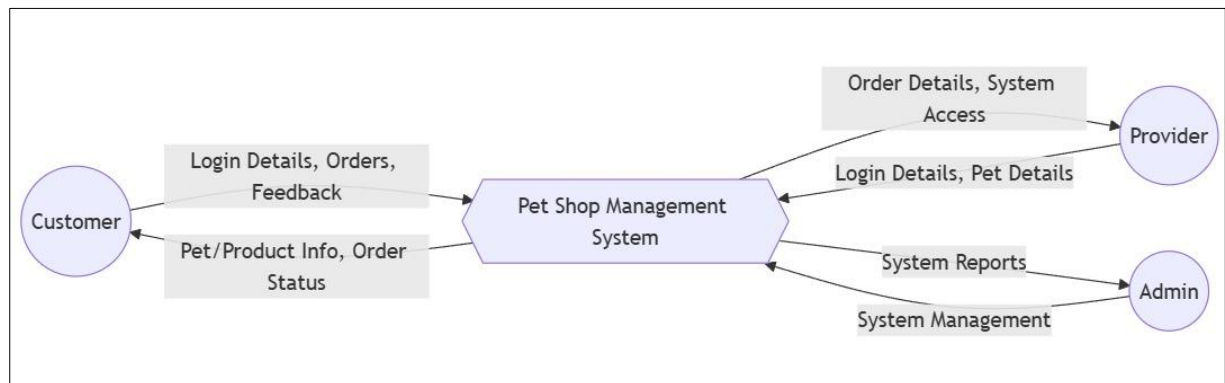 Customer
Login Details, Orders,
Feedback
Pet/Product Info, Order
Status
Pet Shop Management
System
Order Details, System
Access
Login Details, Pet Details
System Reports
System Management
Provider
Admin